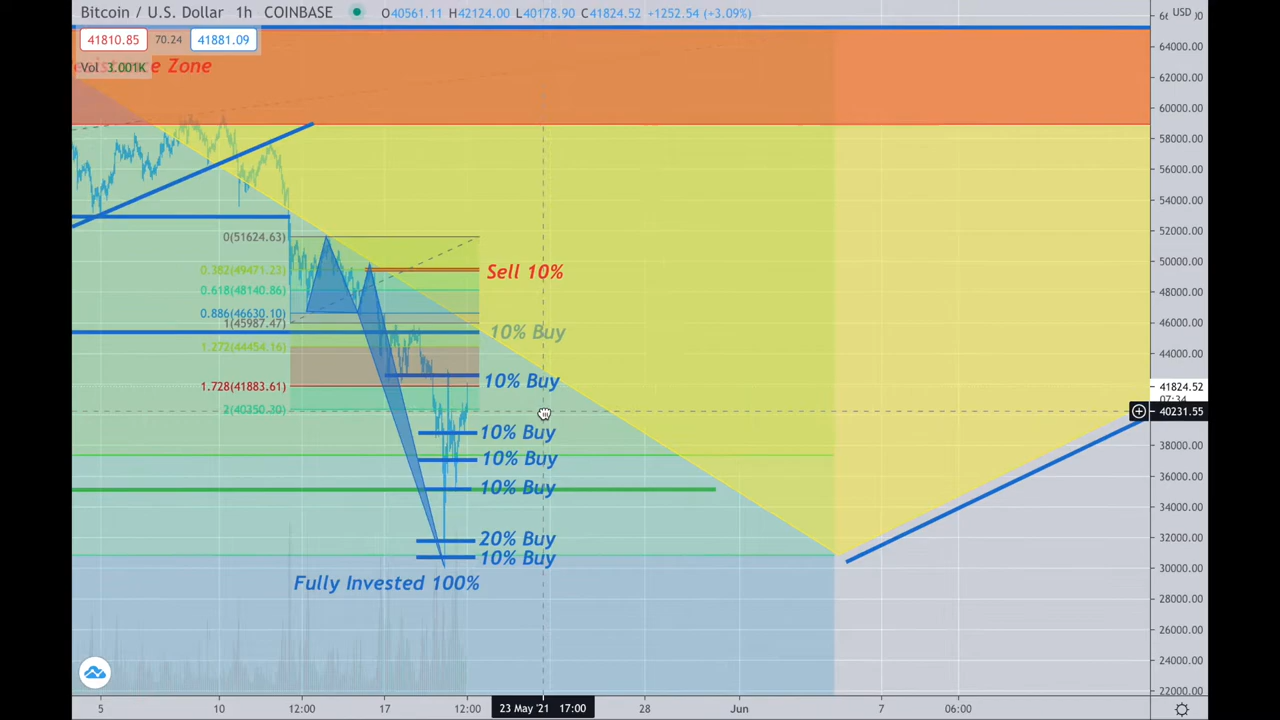 Bitcoin / U.S. Dollar 1h COINBASE O40561.11 H42124.00 L40178.90 C41824.52 +1252.54 (+3.09%)
USD
41810.85 70.24 41881.09
Vol 3.001K
Zone
64000.00
62000.00
60000.00
58000.00
56000.00
54000.00
52000.00
50000.00
48000.00
46000.00
44000.00
41824.52
07:34
40231.55
38000.00
36000.00
34000.00
32000.00
30000.00
28000.00
26000.00
24000.00
22000.00
0(51624.63)
0.382(49471.23)
Sell 10%
0.618(48140.86)
0.886(46630.10)
1(45987.47)
10% Buy
1.272(44454.16)
1.728(41883.61)
10% Buy
2(40350.30)
10% Buy
10% Buy
10% Buy
20% Buy
10% Buy
Fully Invested 100%
5 10 12:00 17 12:00 23 May '21 17:00 28 Jun 7 06:00